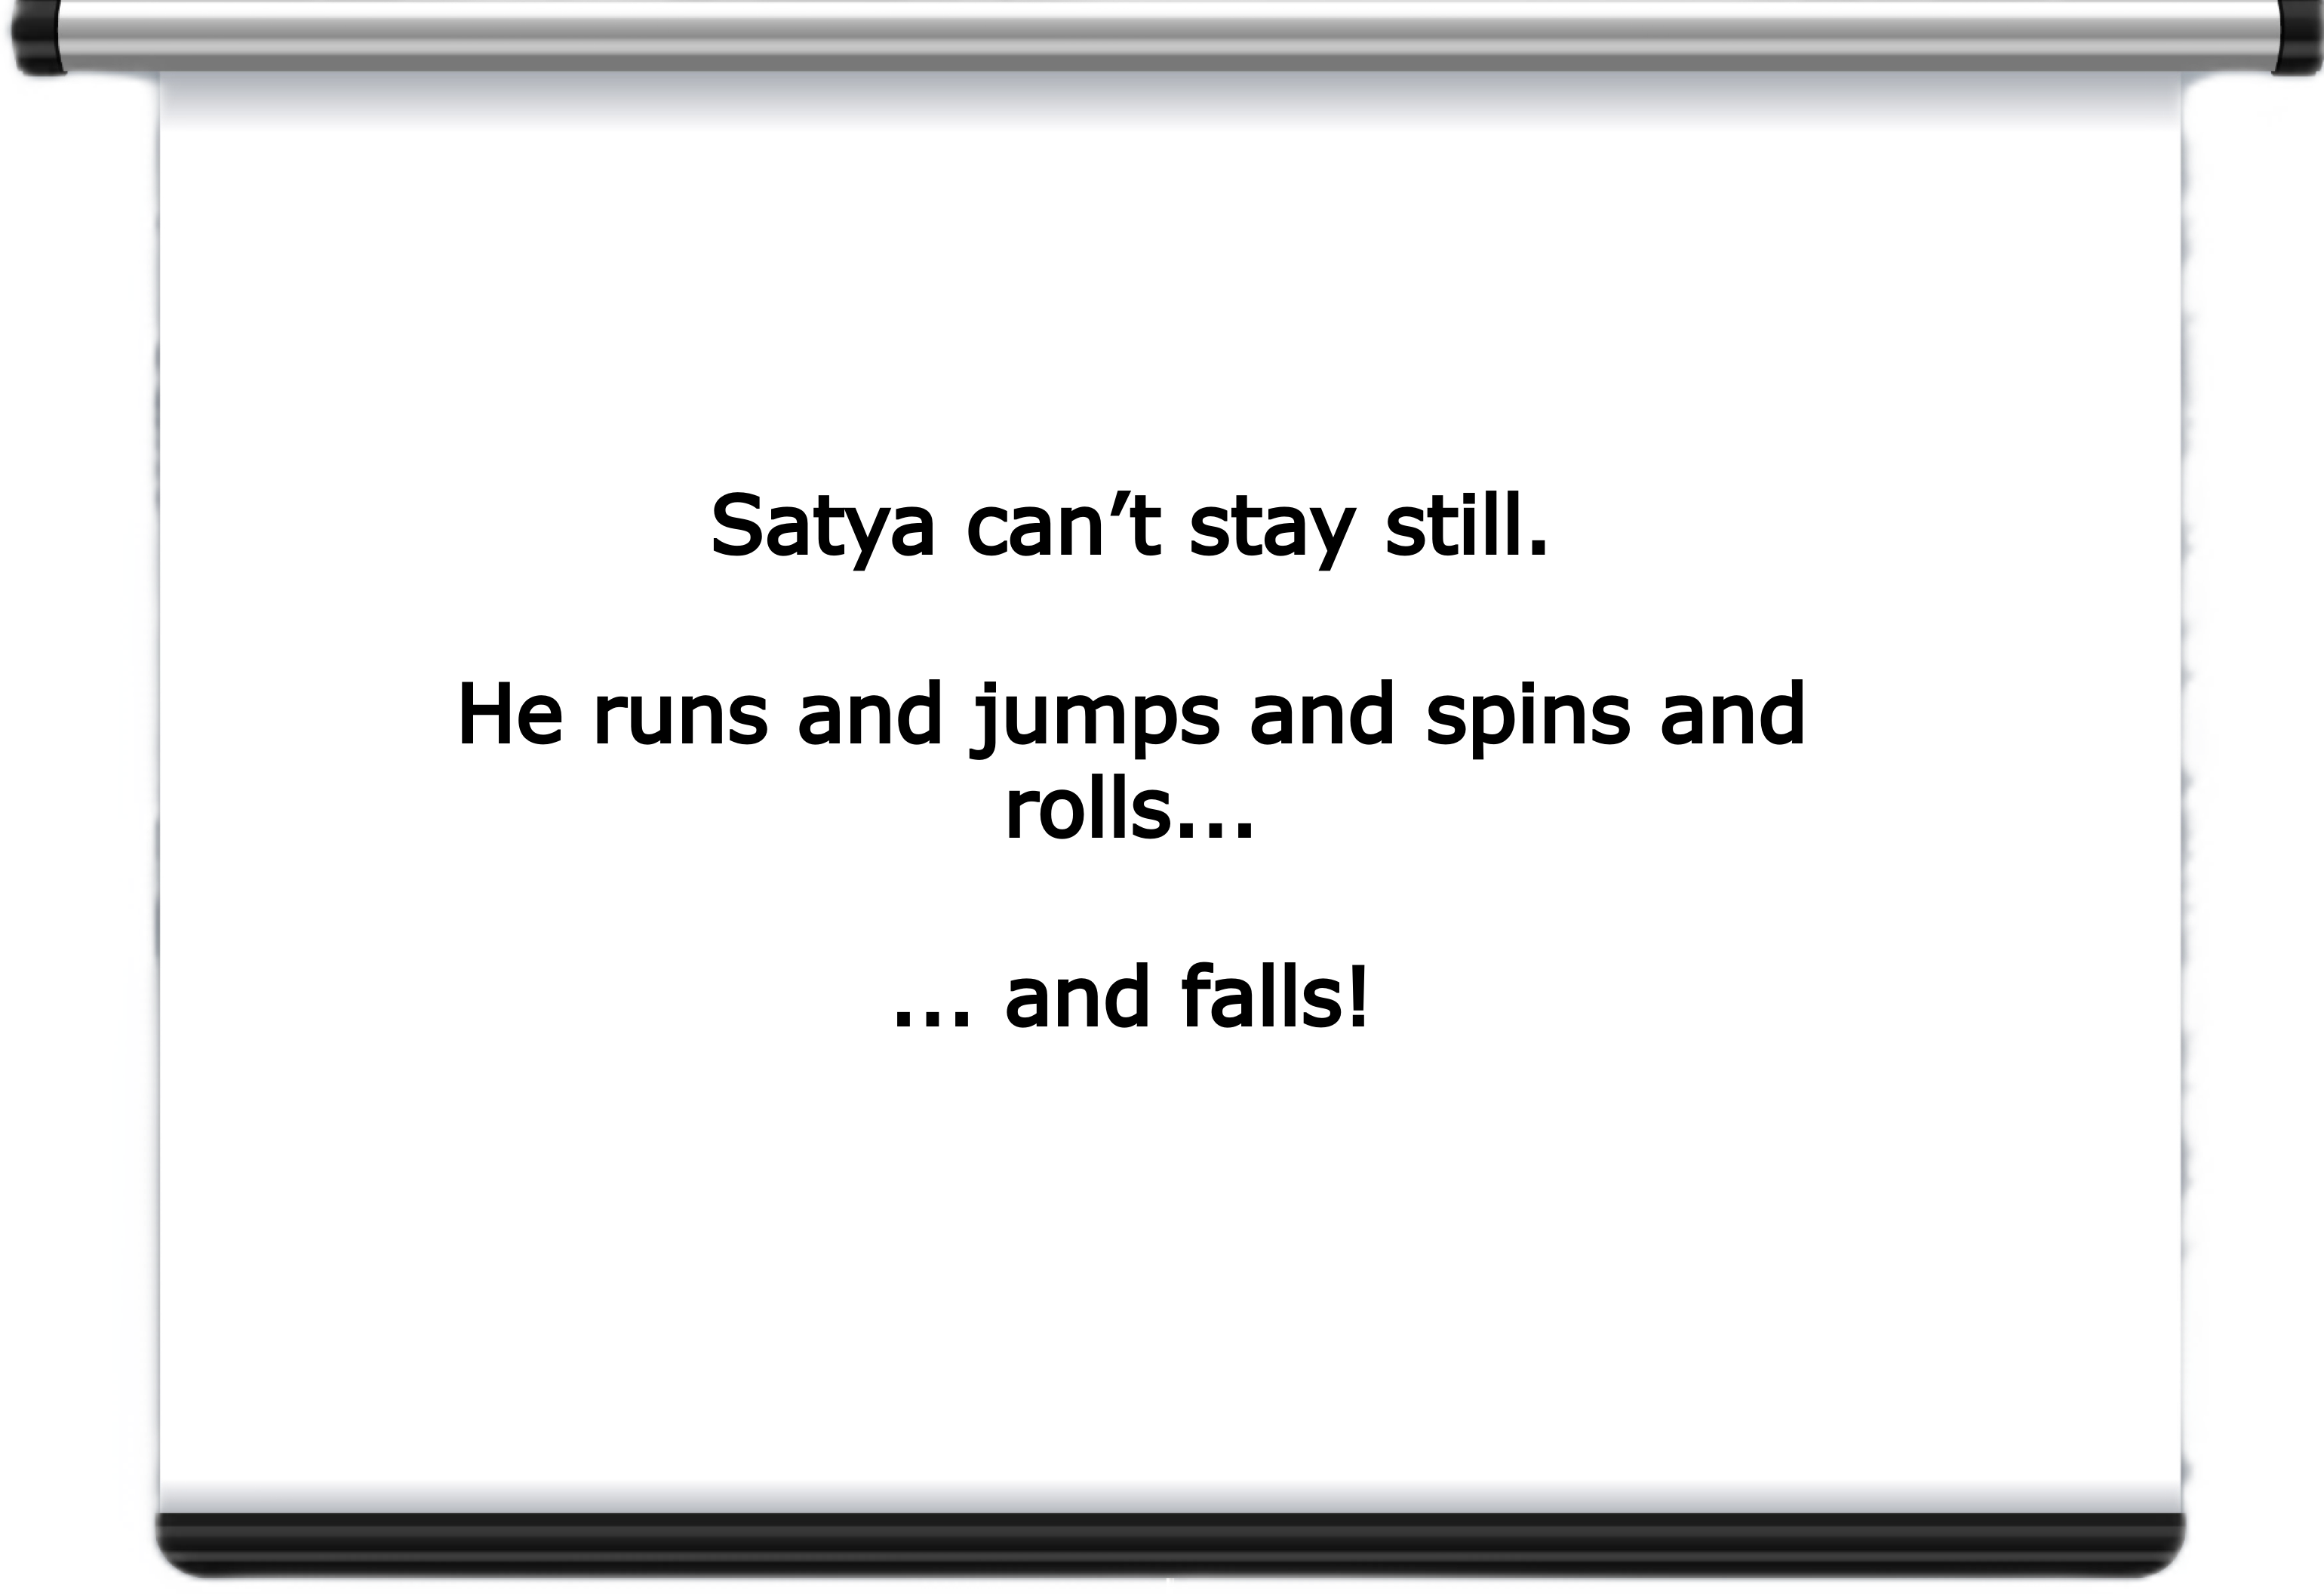 Satya can’t stay still.
He runs and jumps and spins and
rolls...
... and falls!